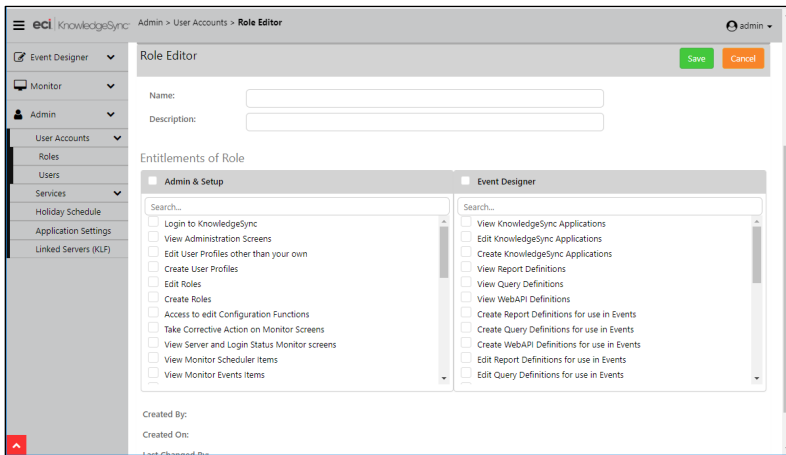 eci KnowledgeSync
Admin > User Accounts > Role Editor
admin
Event Designer
Monitor
Admin
User Accounts
Roles
Users
Services
Holiday Schedule
Application Settings
Linked Servers (KLF)
Role Editor
Save
Cancel
Name:
Description:
Entitlements of Role
Admin & Setup
Search...
Login to KnowledgeSync
View Administration Screens
Edit User Profiles other than your own
Create User Profiles
Edit Roles
Create Roles
Access to edit Configuration Functions
Take Corrective Action on Monitor Screens
View Server and Login Status Monitor screens
View Monitor Scheduler Items
View Monitor Events Items
Event Designer
Search...
View KnowledgeSync Applications
Edit KnowledgeSync Applications
Create KnowledgeSync Applications
View Report Definitions
View Query Definitions
View WebAPI Definitions
Create Report Definitions for use in Events
Create Query Definitions for use in Events
Create WebAPI Definitions for use in Events
Edit Report Definitions for use in Events
Edit Query Definitions for use in Events
Created By:
Created On:
Last Changed By: